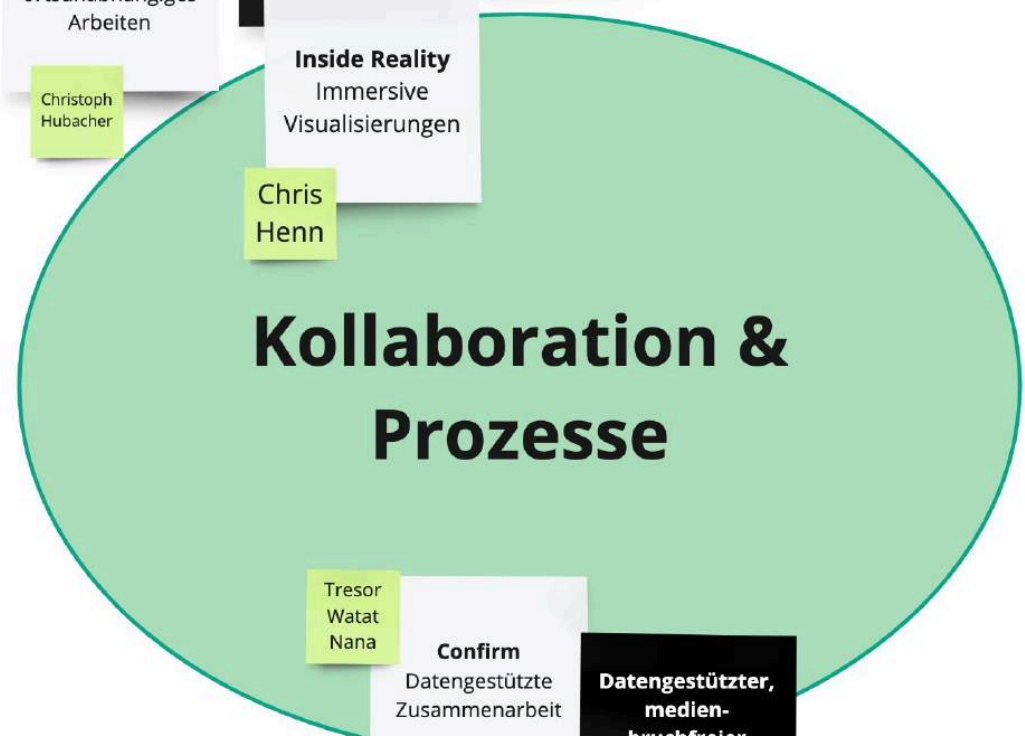 Arbeiten
Christoph
Hubacher
Inside Reality
Immersive
Visualisierungen
Chris
Henn
Kollaboration &
Prozesse
Tresor
Watat
Nana
Confirm
Datengestützte
Zusammenarbeit
Datengestützter,
medien-